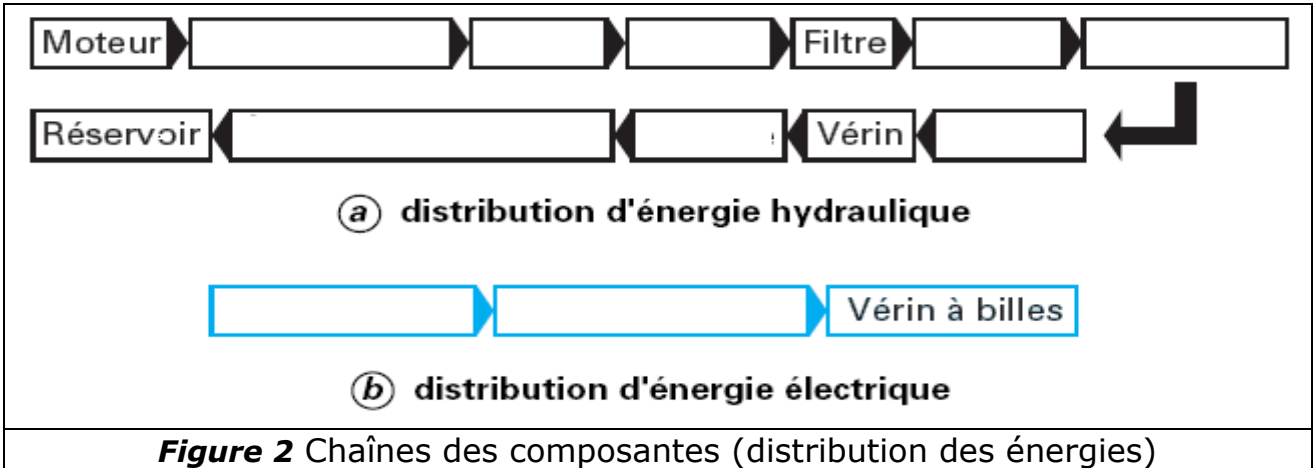 Moteur Filtre
Réservoir Vérin
a distribution d'énergie hydraulique
Vérin à billes
b distribution d'énergie électrique
Figure 2 Chaînes des composantes (distribution des énergies)